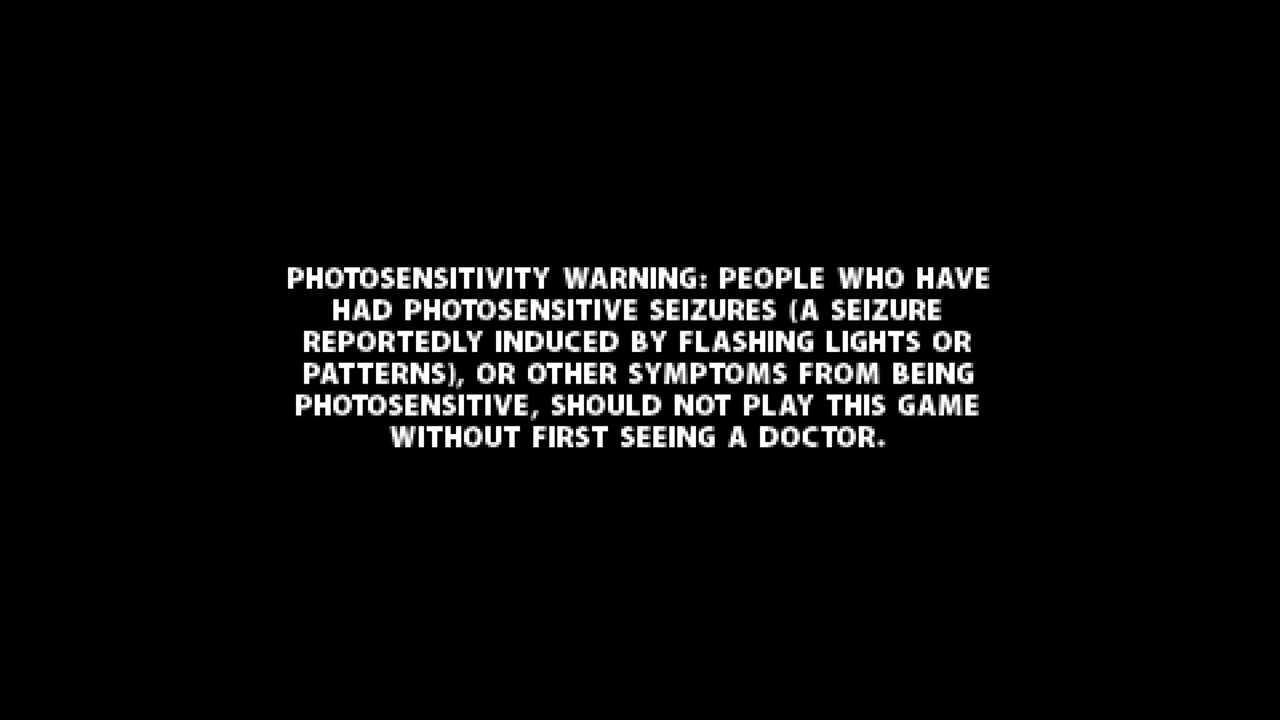 PHOTOSENSITIVITY WARNING: PEOPLE WHO HAVE
HAD PHOTOSENSITIVE SEIZURES (A SEIZURE
REPORTEDLY INDUCED BY FLASHING LIGHTS OR
PATTERNS), OR OTHER SYMPTOMS FROM BEING
PHOTOSENSITIVE, SHOULD NOT PLAY THIS GAME
WITHOUT FIRST SEEING A DOCTOR.